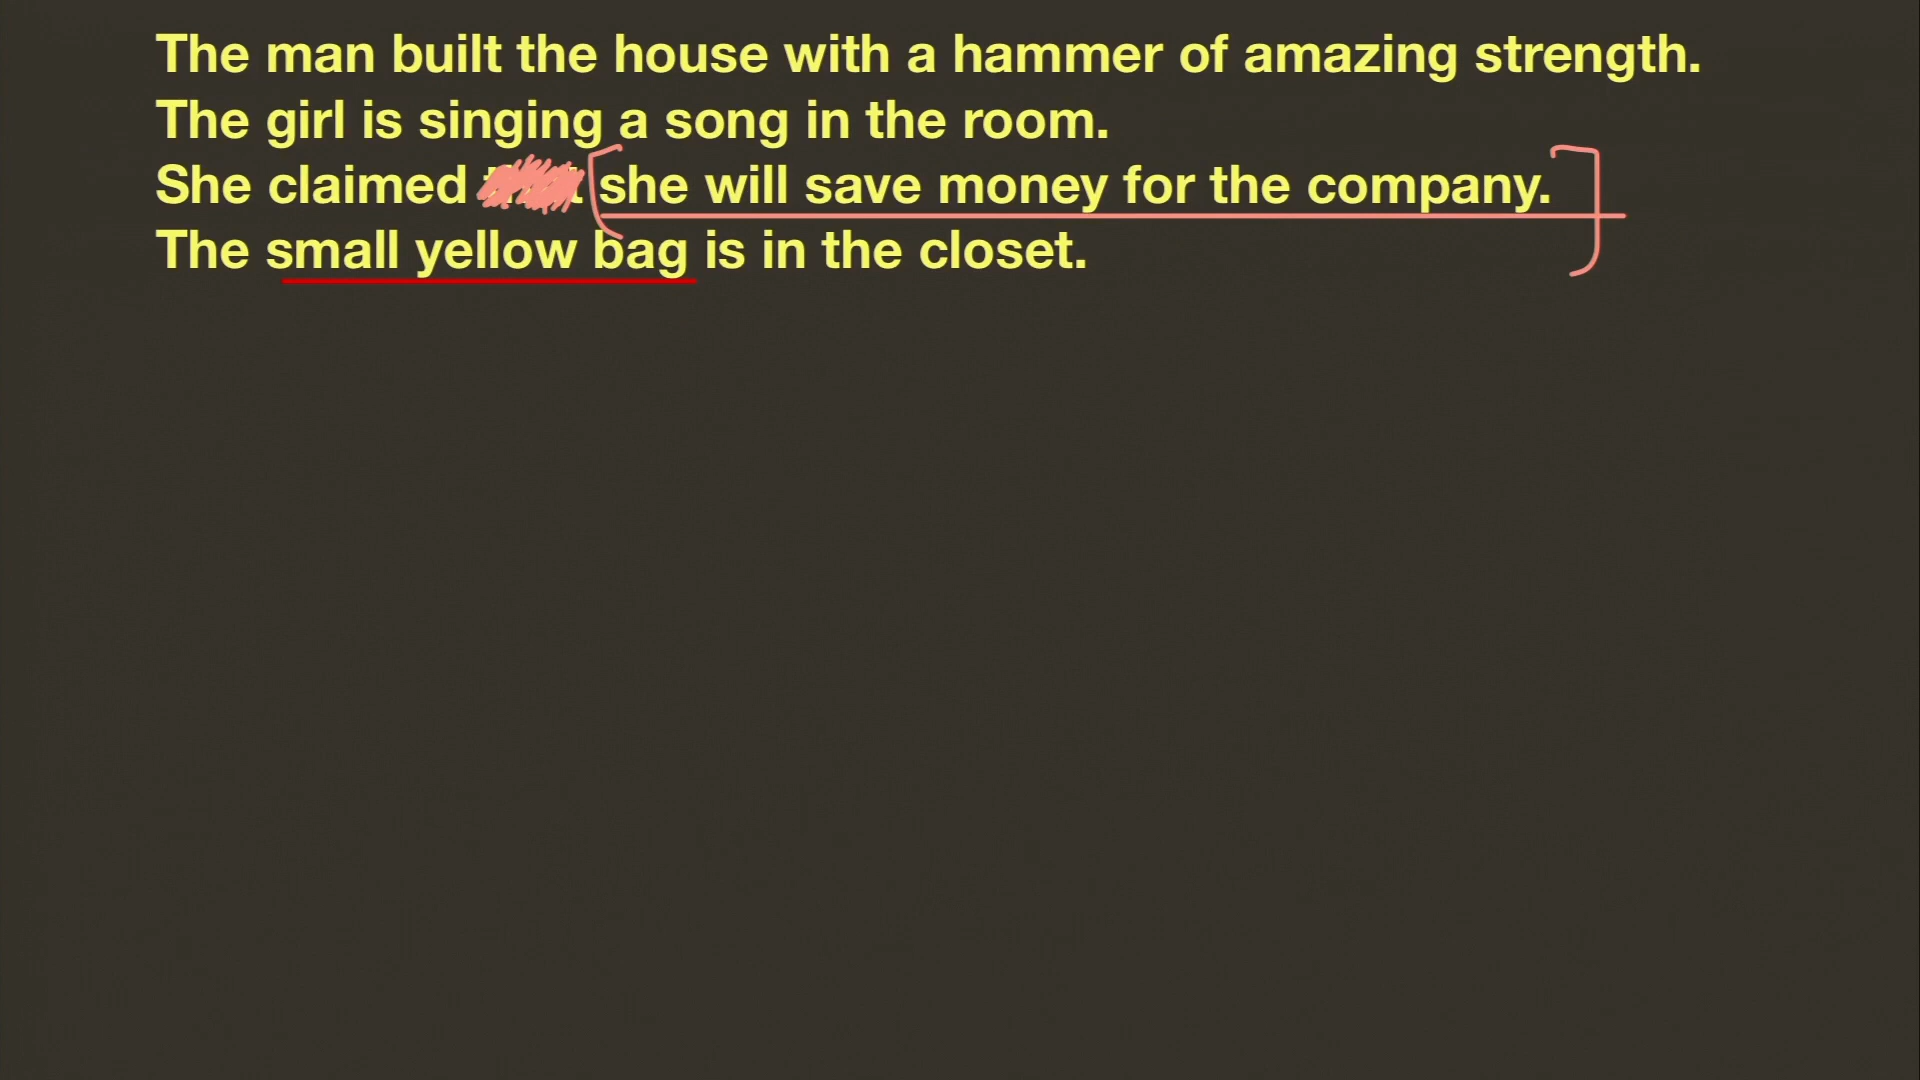 The man built the house with a hammer of amazing strength.
The girl is singing a song in the room.
She claimed she will save money for the company.
The small yellow bag is in the closet.